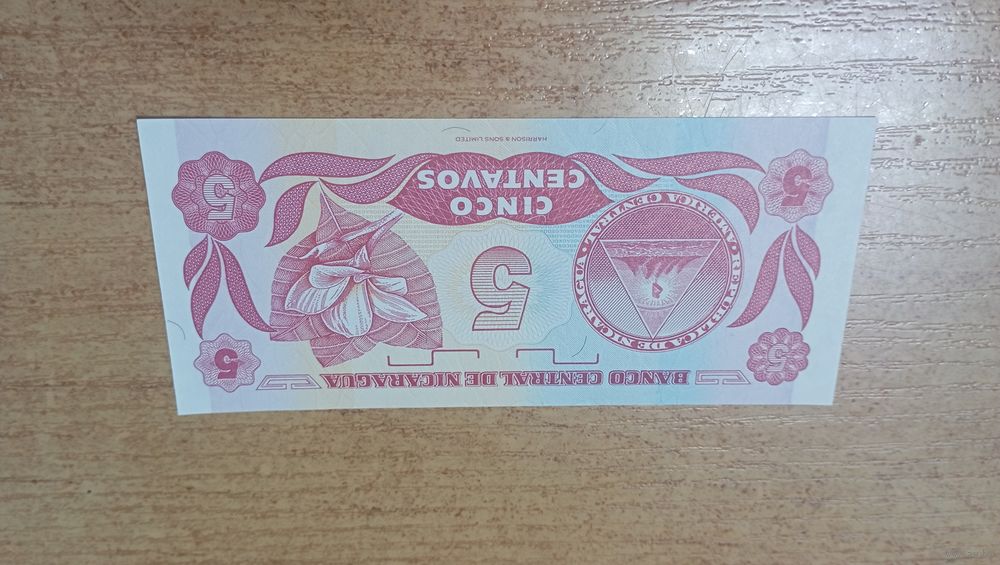 BANCO CENTRAL DE NICARAGUA
5
5
REPUBLICA DE NICARAGUA
AMERICA CENTRAL
5
CINCO
CENTAVOS
5
5
HARRISON & SONS LIMITED